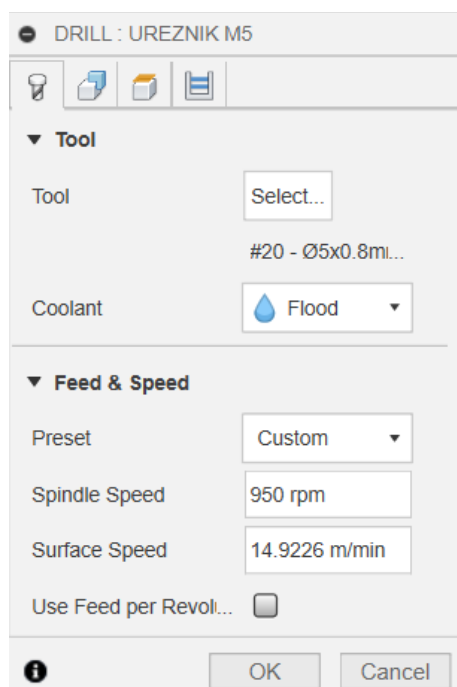 DRILL : UREZNIK M5
Tool
Tool Select...
#20 - Ø5x0.8m...
Coolant Flood
Feed & Speed
Preset Custom
Spindle Speed 950 rpm
Surface Speed 14.9226 m/min
Use Feed per Revol...
OK Cancel